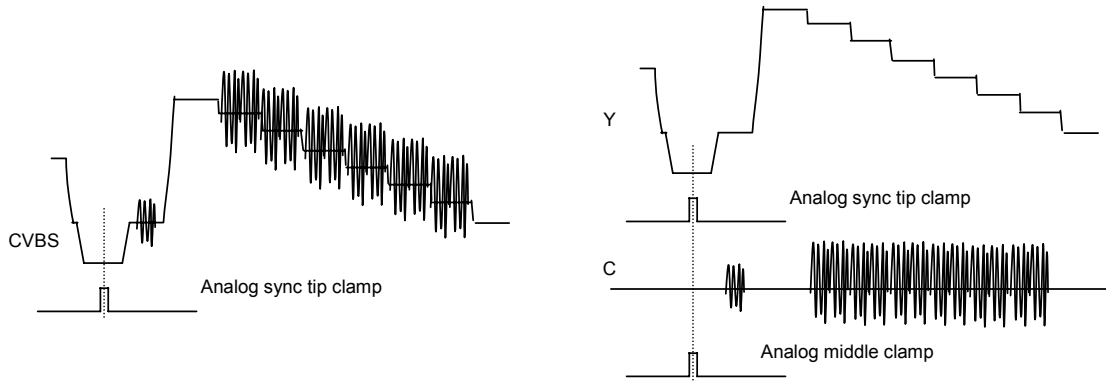 CVBS
Analog sync tip clamp
Y
Analog sync tip clamp
C
Analog middle clamp